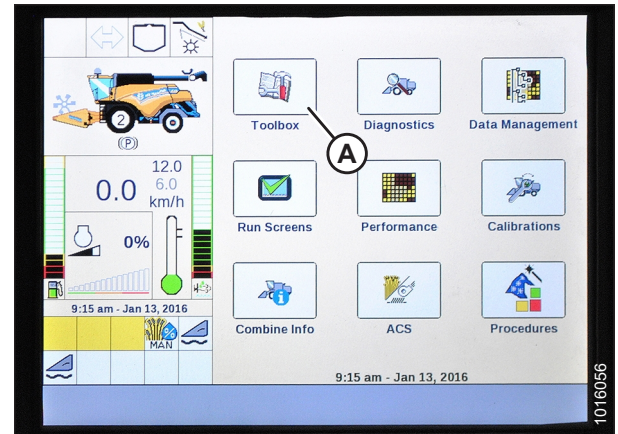 2
(P)
12.0
6.0
0.0
km/h
0%
9:15 am - Jan 13, 2016
%
MAN
Toolbox
Diagnostics
Data Management
A
Run Screens
Performance
Calibrations
Combine Info
ACS
Procedures
9:15 am - Jan 13, 2016
1016056